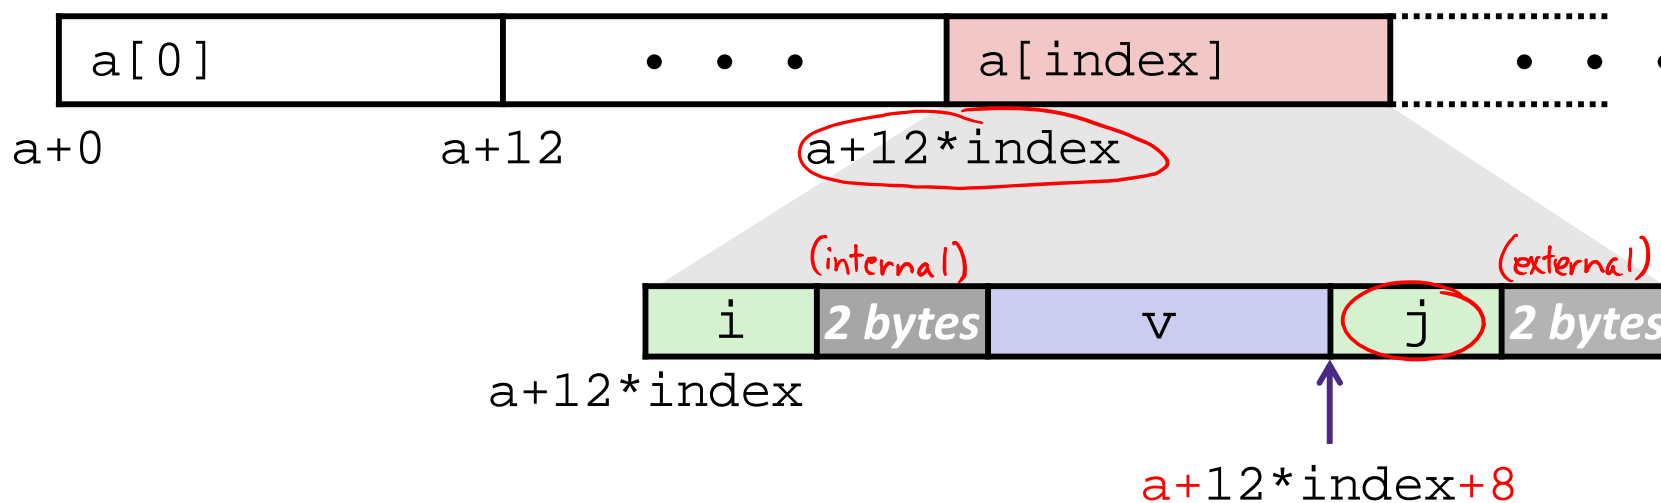 a[0] • • • a[index] • • •
a+0 a+12 a+12*index
(internal) (external)
i 2 bytes v j 2 bytes
a+12*index
a+12*index+8